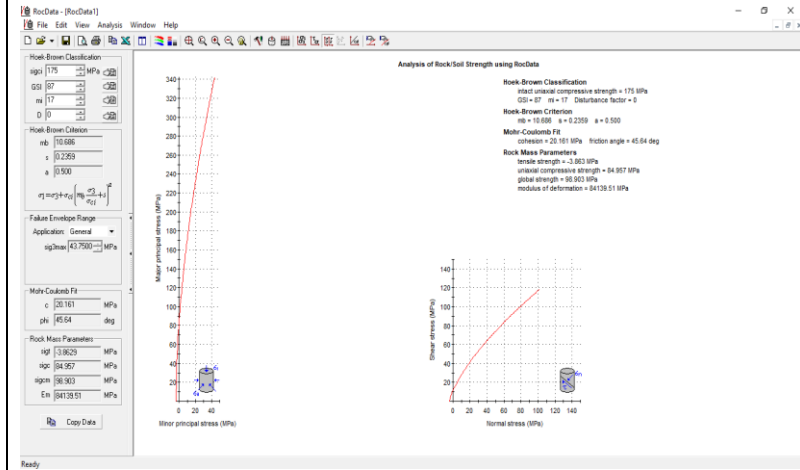 RocData - [RocData1]
File Edit View Analysis Window Help
Hoek-Brown Classification
sigci 175 MPa
GSI 87
mi 17
D 0
Hoek-Brown Criterion
mb 10.686
s 0.2359
a 0.500
Failure Envelope Range
Application: General
sig3max 43.7500 MPa
Mohr-Coulomb Fit
c 20.161 MPa
phi 45.64 deg
Rock Mass Parameters
sigt -3.8629 MPa
sigc 84.957 MPa
sigcm 98.903 MPa
Em 84139.51 MPa
Copy Data
Ready
Analysis of Rock/Soil Strength using RocData
Hoek-Brown Classification
intact uniaxial compressive strength = 175 MPa
GSI = 87 mi = 17 Disturbance factor = 0
Hoek-Brown Criterion
mb = 10.686 s = 0.2359 a = 0.500
Mohr-Coulomb Fit
cohesion = 20.161 MPa friction angle = 45.64 deg
Rock Mass Parameters
tensile strength = -3.863 MPa
uniaxial compressive strength = 84.957 MPa
global strength = 98.903 MPa
modulus of deformation = 84139.51 MPa
Major principal stress (MPa)
340
320
300
280
260
240
220
200
180
160
140
120
100
80
60
40
20
0 20 40
Minor principal stress (MPa)
Shear stress (MPa)
140
120
100
80
60
40
20
0 20 40 60 80 100 120 140
Normal stress (MPa)